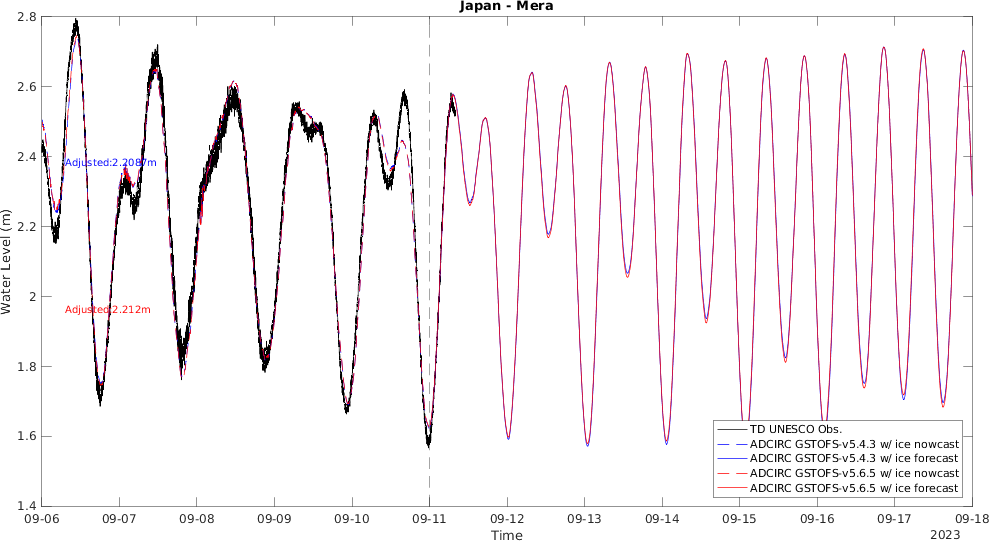 Japan - Mera
2.8
2.6
2.4
2.2
2
1.8
1.6
1.4
Water Level (m)
Adjusted:2.2087m
Adjusted:2.212m
TD UNESCO Obs.
ADCIRC GSTOFS-v5.4.3 w/ ice nowcast
ADCIRC GSTOFS-v5.4.3 w/ ice forecast
ADCIRC GSTOFS-v5.6.5 w/ ice nowcast
ADCIRC GSTOFS-v5.6.5 w/ ice forecast
09-06 09-07 09-08 09-09 09-10 09-11 09-12 09-13 09-14 09-15 09-16 09-17 09-18
Time
2023